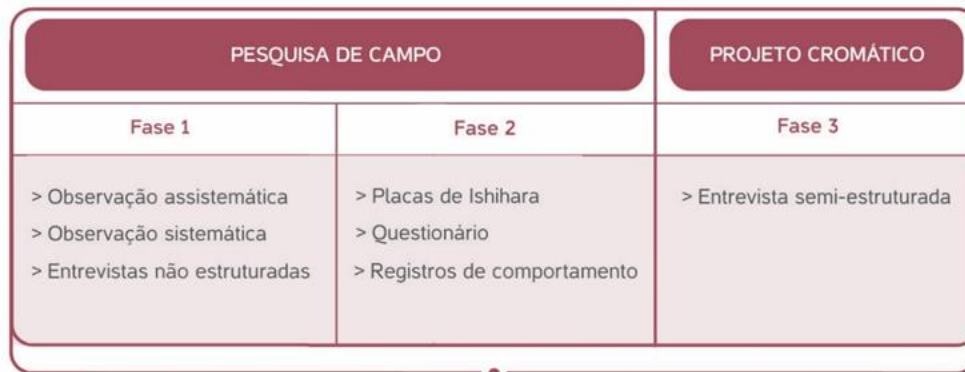 PESQUISA DE CAMPO
PROJETO CROMÁTICO
Fase 1
Fase 2
Fase 3
> Observação assistemática
> Observação sistemática
> Entrevistas não estruturadas
> Placas de Ishihara
> Questionário
> Registros de comportamento
> Entrevista semi-estruturada